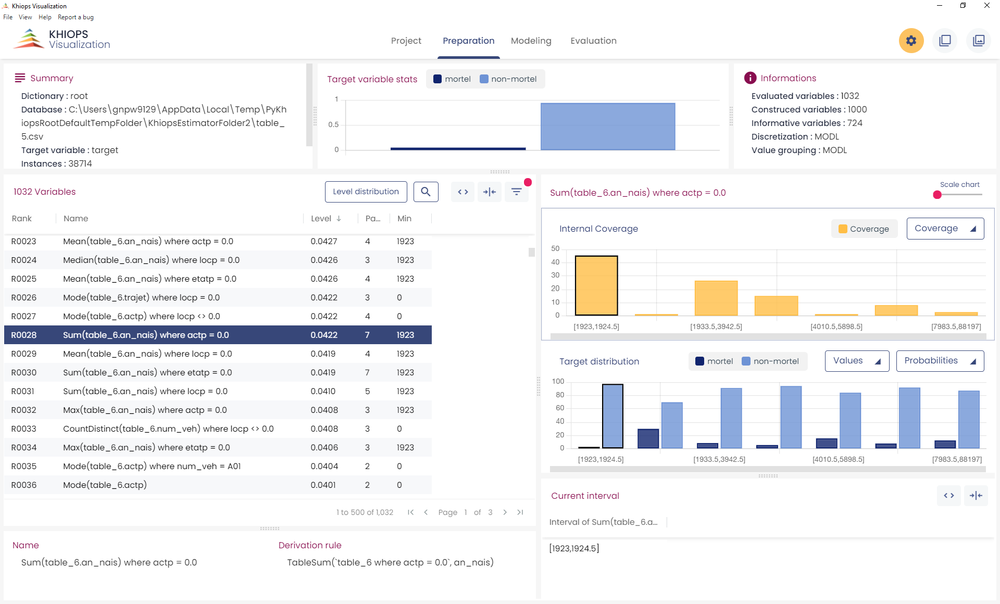 Khiops Visualization
File View Help Report a bug
KHIOPS
Visualization
Project Preparation Modeling Evaluation
Summary
Dictionary : root
Database : C:\Users\gnpw9129\AppData\Local\Temp\PyKh
iopsRootDefaultTempFolder\KhiopsEstimatorFolder2\table_
5.csv
Target variable : target
Instances : 38714
Target variable stats mortel non-mortel
1
0.5
0
Informations
Evaluated variables : 1032
Construced variables : 1000
Informative variables : 724
Discretization : MODL
Value grouping : MODL
1032 Variables Level distribution
Rank Name Level Pa... Min
R0023 Mean(table_6.an_nais) where actp = 0.0 0.0427 4 1923
R0024 Median(table_6.an_nais) where locp = 0.0 0.0426 3 1923
R0025 Mean(table_6.an_nais) where etatp = 0.0 0.0426 4 1923
R0026 Mode(table_6.trajet) where locp = 0.0 0.0422 3 0
R0027 Mode(table_6.actp) where locp <> 0.0 0.0422 4 0
R0028 Sum(table_6.an_nais) where actp = 0.0 0.0422 7 1923
R0029 Mean(table_6.an_nais) where locp = 0.0 0.0419 4 1923
R0030 Sum(table_6.an_nais) where etatp = 0.0 0.0419 7 1923
R0031 Sum(table_6.an_nais) where locp = 0.0 0.0410 5 1923
R0032 Max(table_6.an_nais) where actp = 0.0 0.0408 3 1923
R0033 CountDistinct(table_6.num_veh) where locp <> 0.0 0.0408 3 0
R0034 Max(table_6.an_nais) where etatp = 0.0 0.0406 3 1923
R0035 Mode(table_6.actp) where num_veh = A01 0.0404 2 0
R0036 Mode(table_6.actp) 0.0401 2 0
1 to 500 of 1,032 Page 1 of 3
Name
Sum(table_6.an_nais) where actp = 0.0
Derivation rule
TableSum(`table_6 where actp = 0.0`, an_nais)
Sum(table_6.an_nais) where actp = 0.0 Scale chart
Internal Coverage Coverage Coverage
50
40
30
20
10
0
[1923,1924.5] [1933.5,3942.5] [4010.5,5898.5] [7983.5,88197]
Target distribution mortel non-mortel Values Probabilities
100
80
60
40
20
0
[1923,1924.5] [1933.5,3942.5] [4010.5,5898.5] [7983.5,88197]
Current interval
Interval of Sum(table_6.a...
[1923,1924.5]